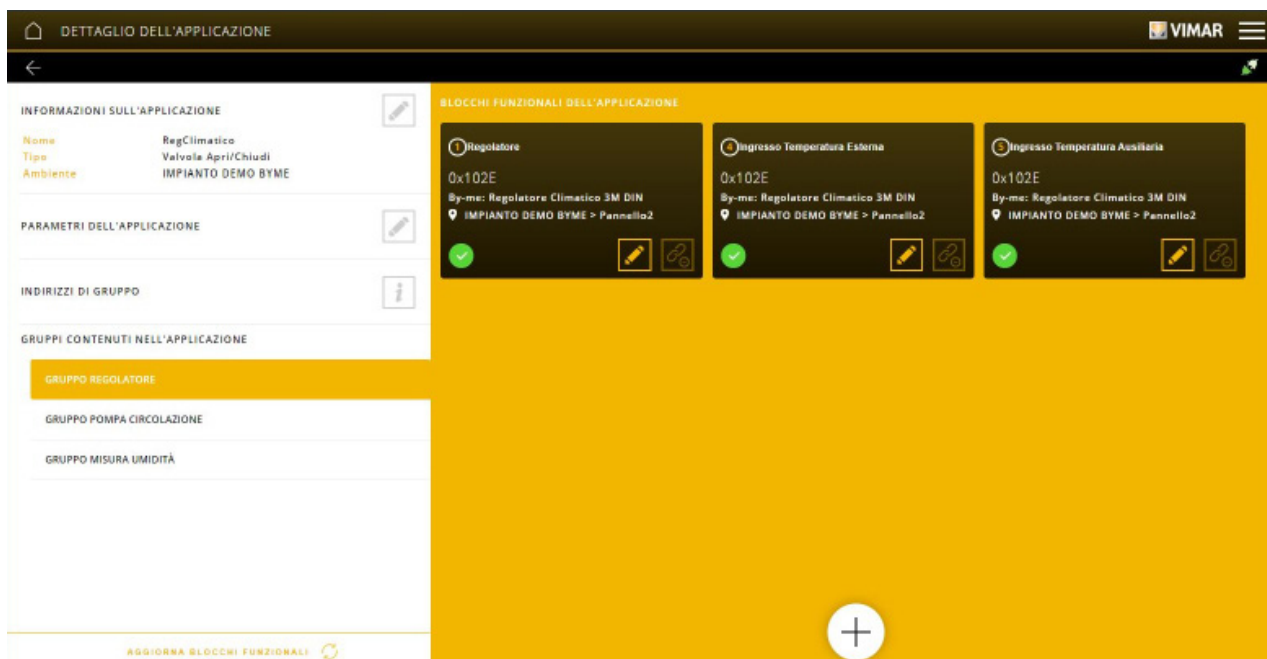 DETTAGLIO DELL'APPLICAZIONE
VIMAR
INFORMAZIONI SULL'APPLICAZIONE
Nome RegClimatico
Tipo Valvola Apri/Chiudi
Ambiente IMPIANTO DEMO BYME
PARAMETRI DELL'APPLICAZIONE
INDIRIZZI DI GRUPPO
i
GRUPPI CONTENUTI NELL'APPLICAZIONE
GRUPPO REGOLATORE
GRUPPO POMPA CIRCOLAZIONE
GRUPPO MISURA UMIDITÀ
AGGIORNA BLOCCHI FUNZIONALI
BLOCCHI FUNZIONALI DELL'APPLICAZIONE
1 Regolatore
0x102E
By-me: Regolatore Climatico 3M DIN
IMPIANTO DEMO BYME > Pannello2
4 Ingresso Temperatura Esterna
0x102E
By-me: Regolatore Climatico 3M DIN
IMPIANTO DEMO BYME > Pannello2
5 Ingresso Temperatura Ausiliaria
0x102E
By-me: Regolatore Climatico 3M DIN
IMPIANTO DEMO BYME > Pannello2